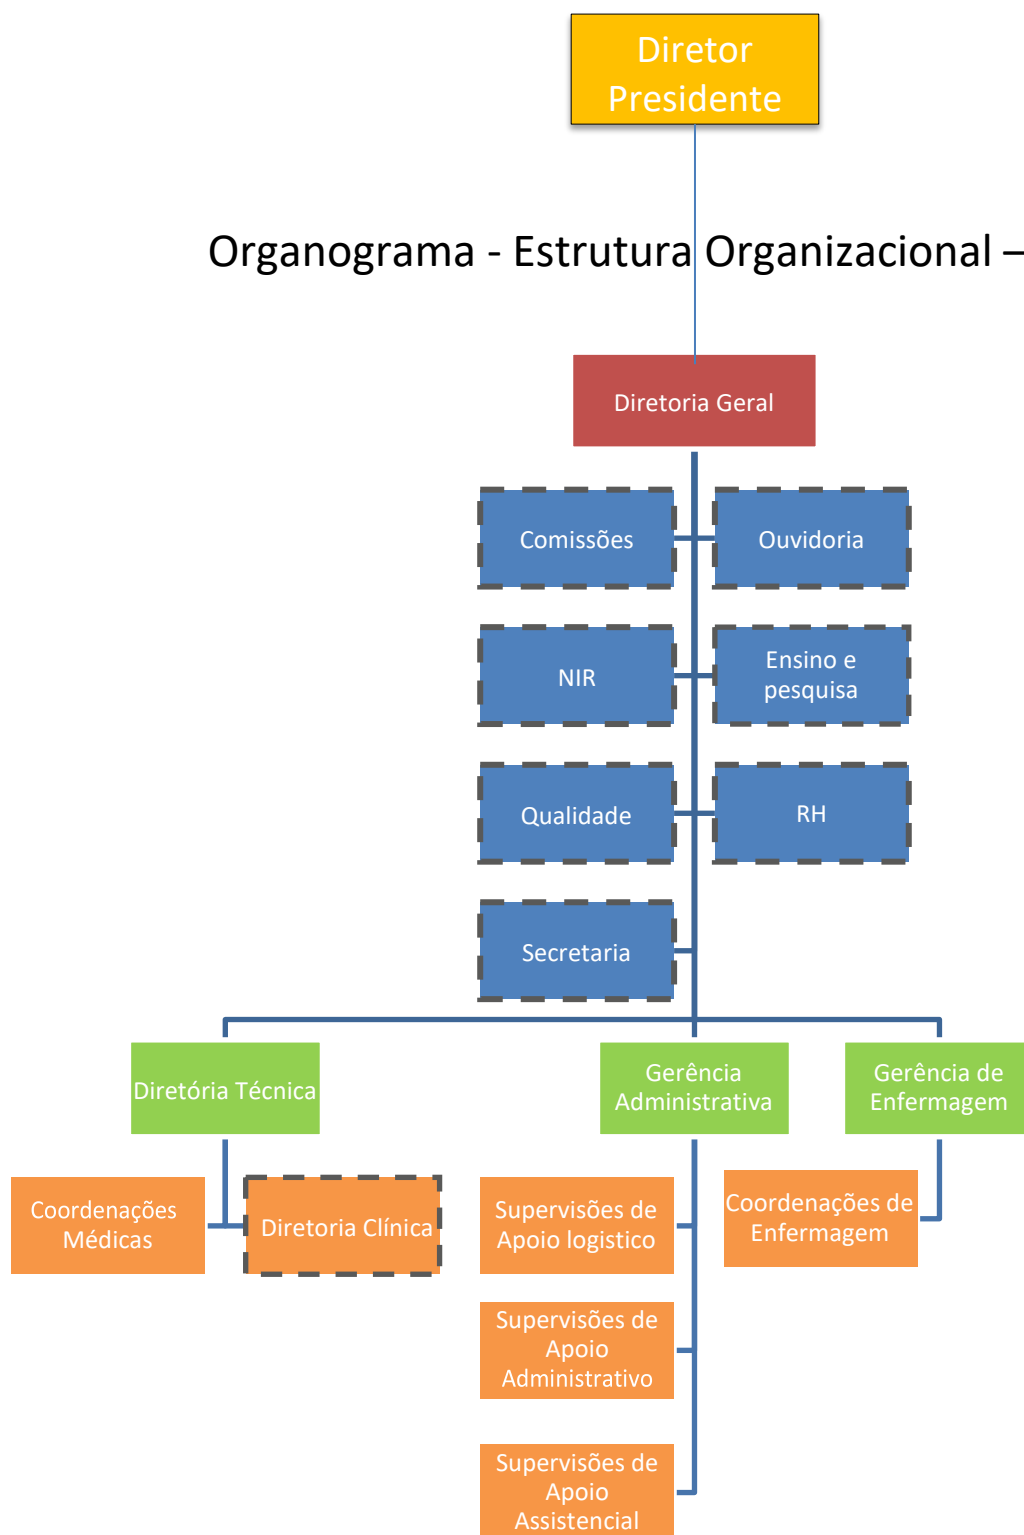 Diretor
Presidente
Organograma - Estrutura Organizacional –
Diretoria Geral
Comissões
Ouvidoria
NIR
Ensino e
pesquisa
Qualidade
RH
Secretaria
Diretória Técnica
Gerência
Administrativa
Gerência de
Enfermagem
Coordenações
Médicas
Diretoria Clínica
Supervisões de
Apoio logistico
Coordenações de
Enfermagem
Supervisões de
Apoio
Administrativo
Supervisões de
Apoio
Assistencial